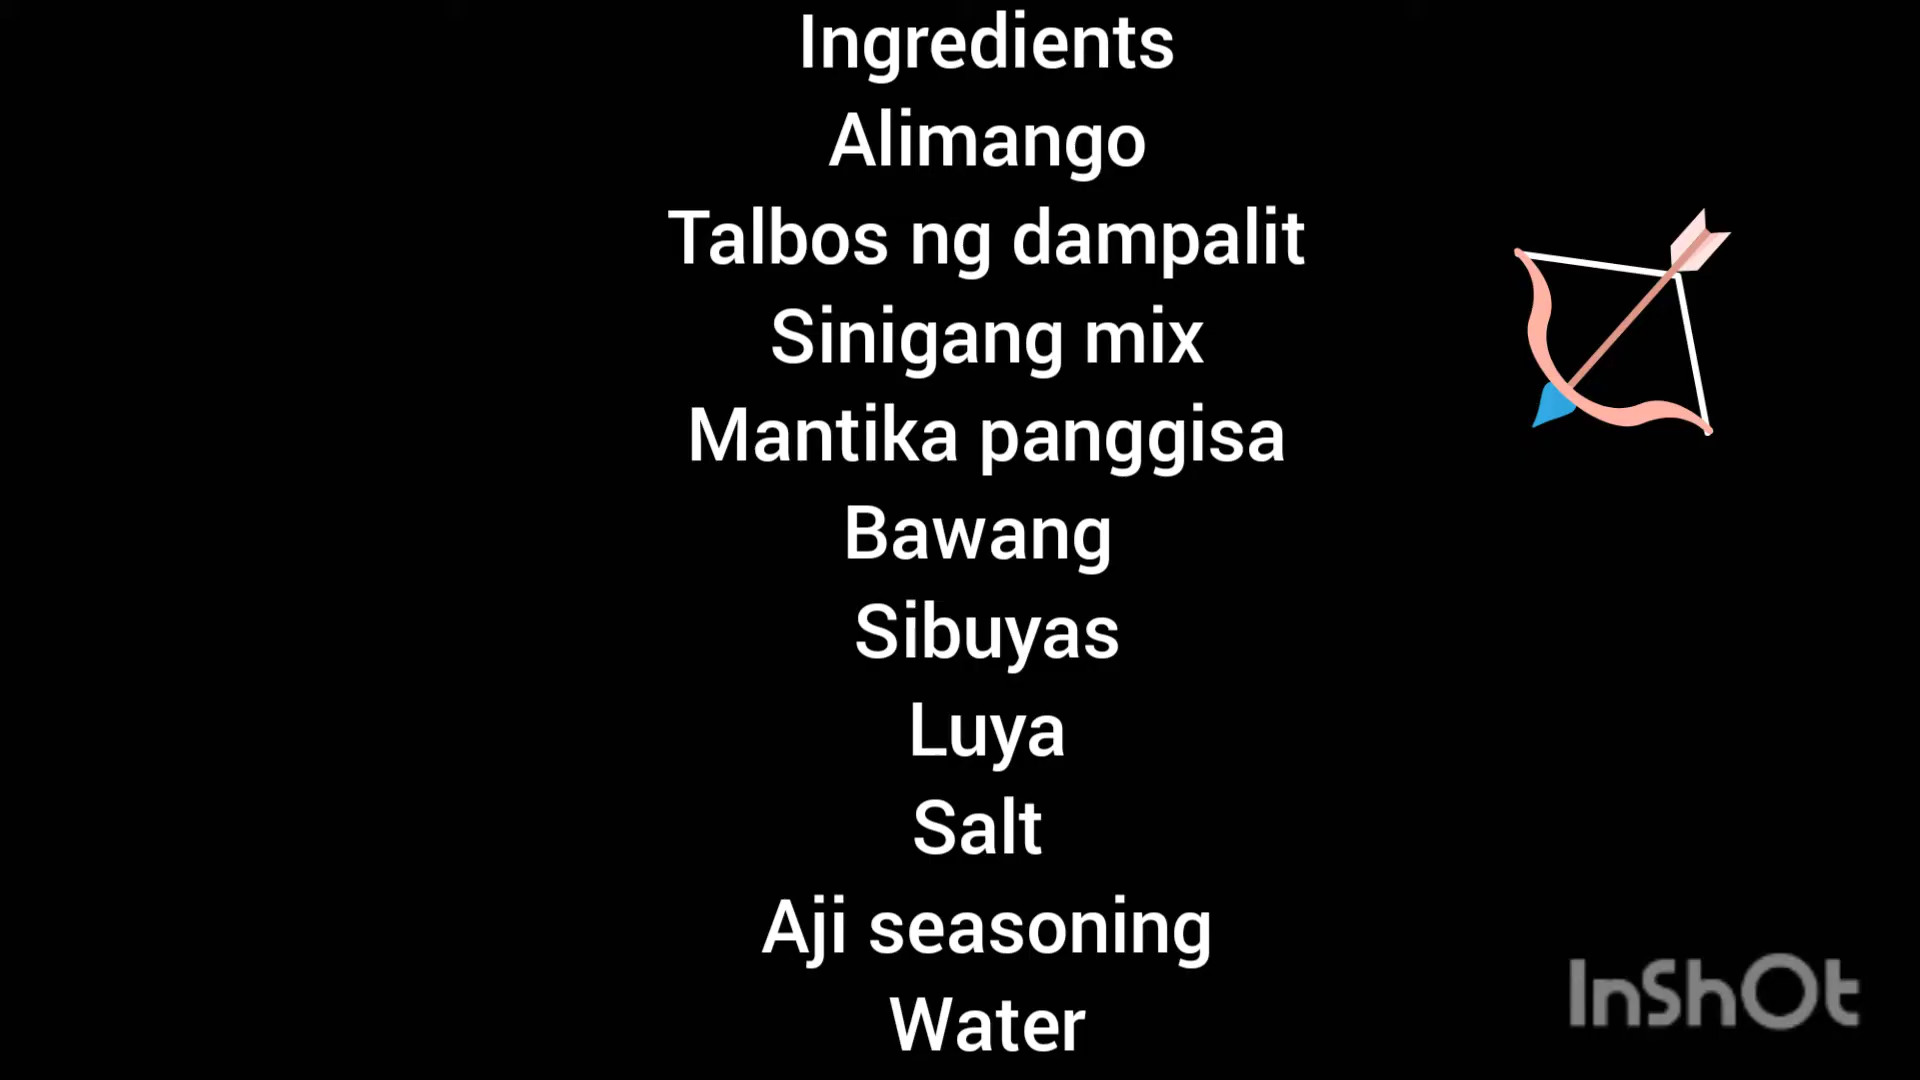 Ingredients
Alimango
Talbos ng dampalit
Sinigang mix
Mantika panggisa
Bawang
Sibuyas
Luya
Salt
Aji seasoning
Water
InShOt